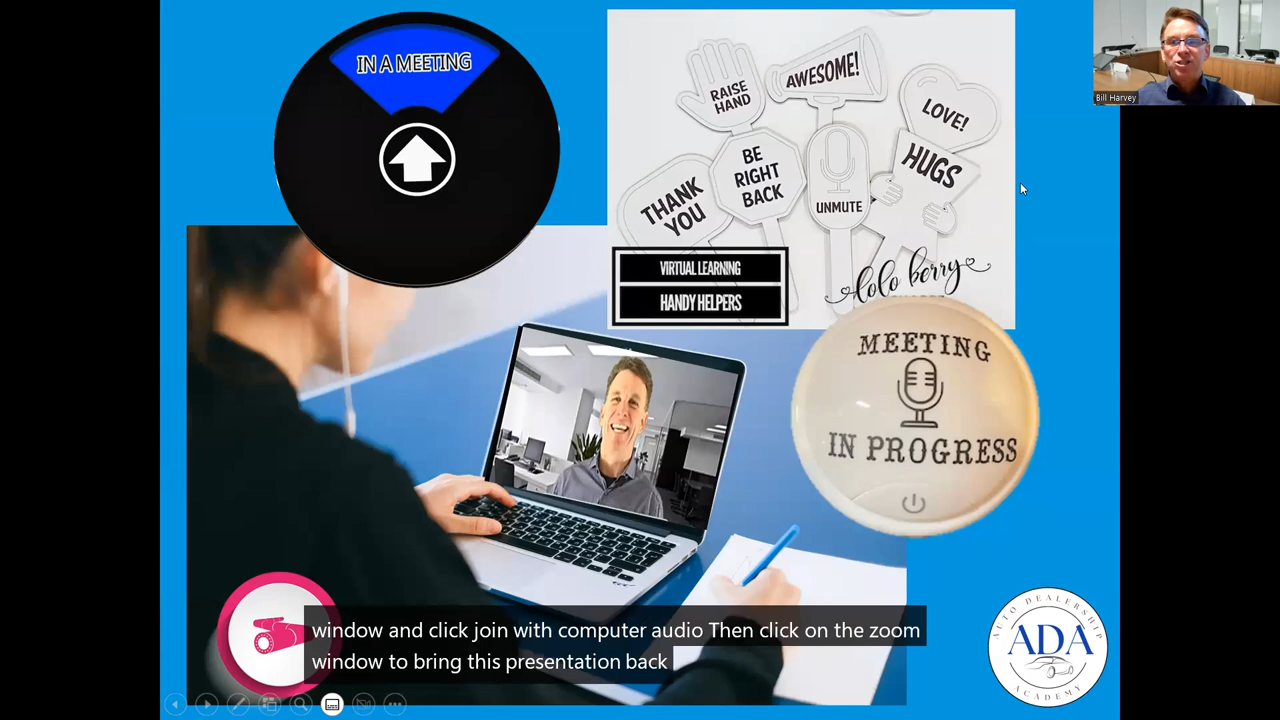 IN A MEETING
RAISE
HAND
AWESOME!
LOVE!
BE
RIGHT
BACK
HUGS
THANK
YOU
UNMUTE
VIRTUAL LEARNING
HANDY HELPERS
lolo berry
MEETING
IN PROGRESS
window and click join with computer audio Then click on the zoom
window to bring this presentation back
AUTO DEALERSHIP
ADA
ACADEMY
Bill Harvey